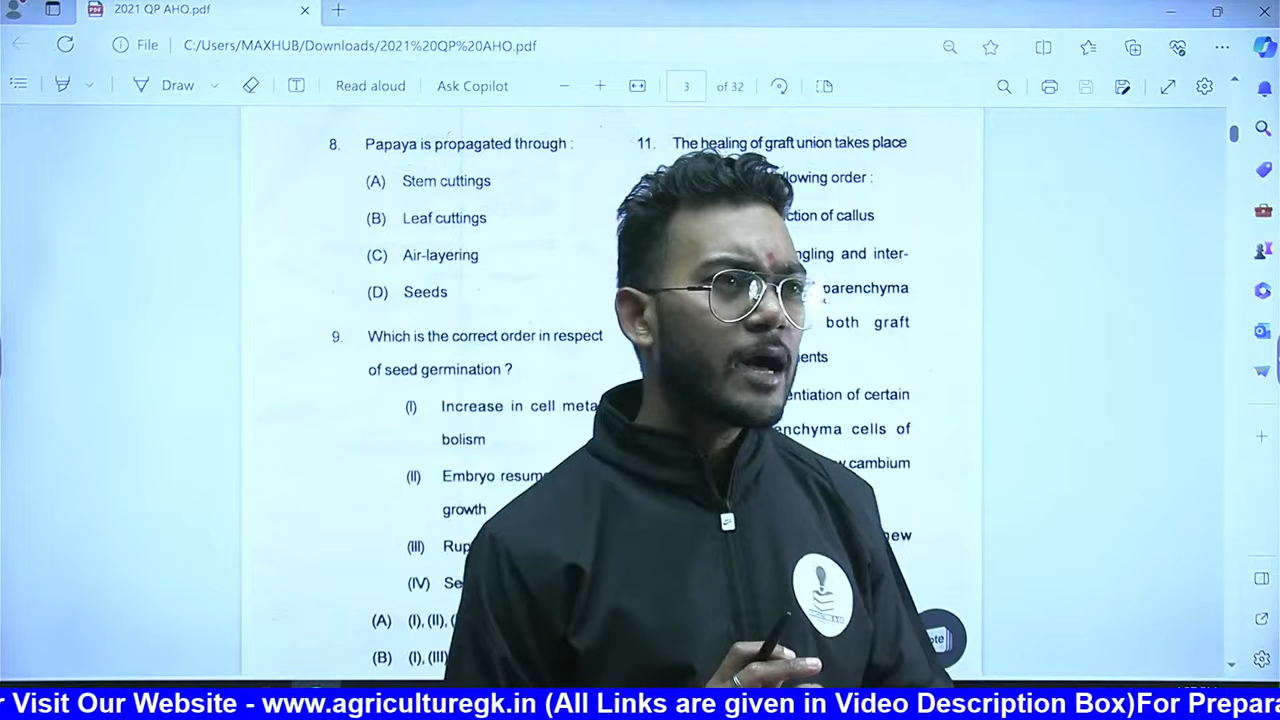 2021 QP AHO.pdf
File
C:/Users/MAXHUB/Downloads/2021%20QP%20AHO.pdf
Draw
Read aloud
Ask Copilot
3
of 32
8. Papaya is propagated through :
(A) Stem cuttings
(B) Leaf cuttings
(C) Air-layering
(D) Seeds
9. Which is the correct order in respect
of seed germination ?
(I) Increase in cell meta
bolism
(II) Embryo resum
growth
(III) Rup
(IV) Se
(A) (I), (II), (
(B) (I), (III)
11. The healing of graft union takes place
llowing order :
ction of callus
ngling and inter-
parenchyma
both graft
ents
entiation of certain
enchyma cells of
w cambium
new
ote
r Visit Our Website - www.agriculturegk.in (All Links are given in Video Description Box)For Prepara